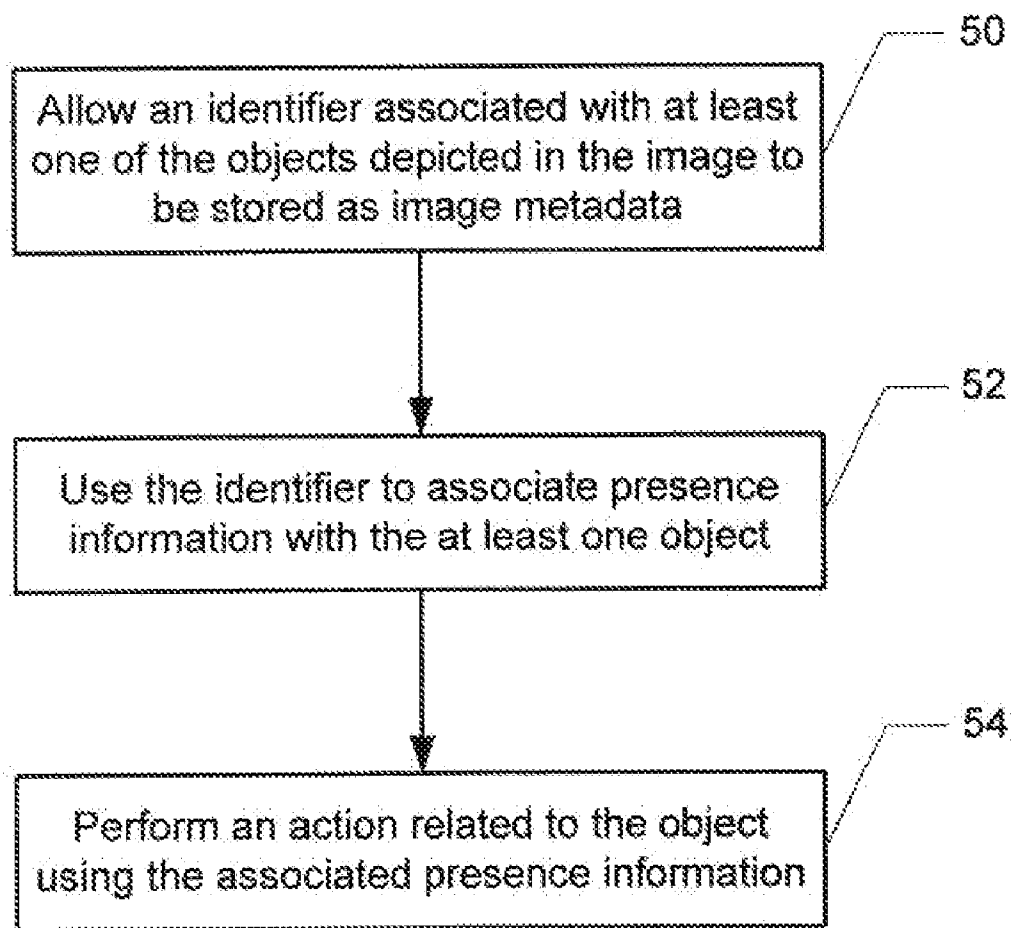 50
Allow an identifier associated with at least
one of the objects depicted in the image to
be stored as image metadata
52
Use the identifier to associate presence
information with the at least one object
54
Perform an action related to the object
using the associated presence information